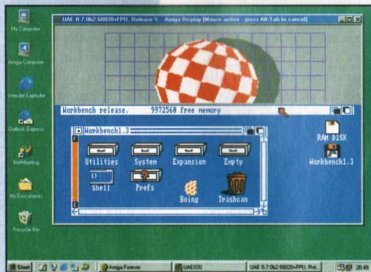 UAE 0.7.0b2 68020+FPU, Release 5 - Amiga Display (Mouse active - press Alt-Tab to cancel)
My Computer
Amiga Computer
Internet Explorer
Outlook Express
NetMeeting
My Documents
Recycle Bin
Workbench release. 9972560 free memory
Workbench1.3
Utilities
System
Expansion
Empty
Shell
Prefs
Boing
Trashcan
RAM DISK
Workbench1.3
Start
Amiga Forever
UAE 0.7.0b2 68020+FPU, Rel...
20:49